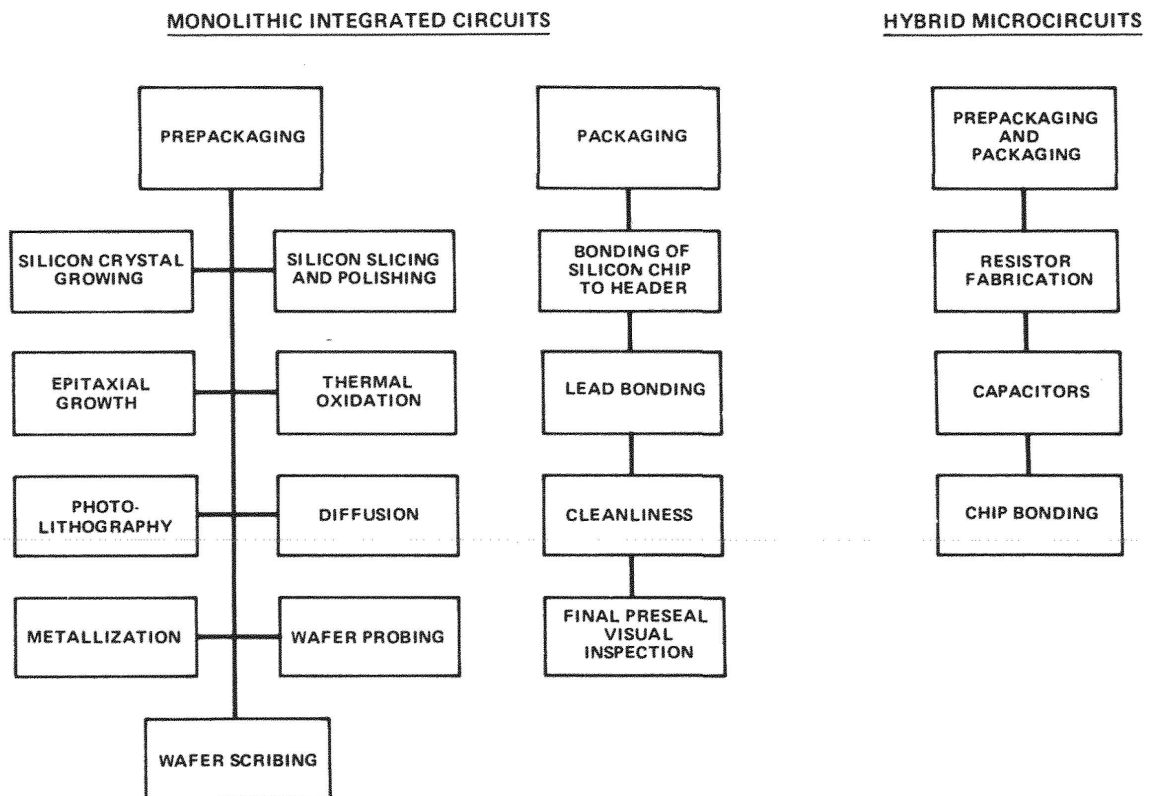 MONOLITHIC INTEGRATED CIRCUITS
HYBRID MICROCIRCUITS
PREPACKAGING
PACKAGING
PREPACKAGING
AND
PACKAGING
SILICON CRYSTAL
GROWING
SILICON SLICING
AND POLISHING
BONDING OF
SILICON CHIP
TO HEADER
RESISTOR
FABRICATION
EPITAXIAL
GROWTH
THERMAL
OXIDATION
LEAD BONDING
CAPACITORS
PHOTO-
LITHOGRAPHY
DIFFUSION
CLEANLINESS
CHIP BONDING
METALLIZATION
WAFER PROBING
FINAL PRESEAL
VISUAL
INSPECTION
WAFER SCRIBING